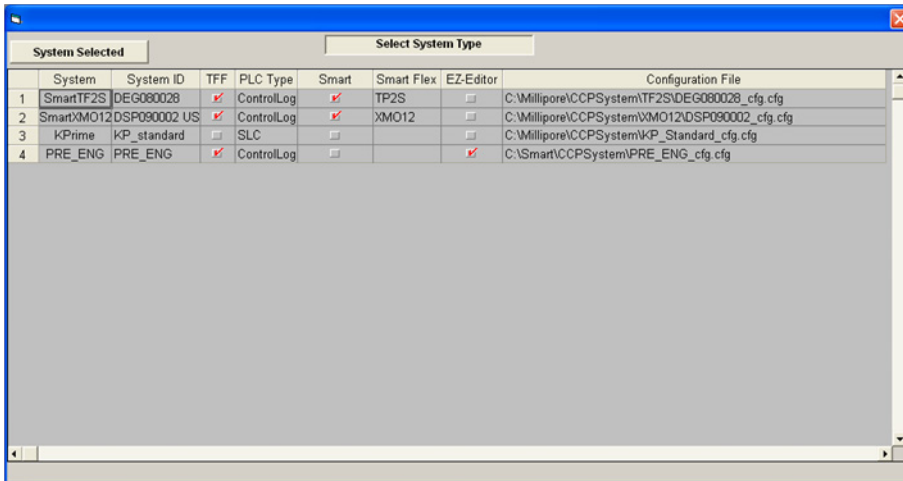 System Selected
Select System Type
System System ID TFF PLC Type Smart Smart Flex EZ-Editor Configuration File
1 SmartTF2S DEG080028 ControlLog TP2S C:\Millipore\CCPSystem\TF2S\DEG080028_cfg.cfg
2 SmartXMO12 DSP090002 US ControlLog XMO12 C:\Millipore\CCPSystem\XMO12\DSP090002_cfg.cfg
3 KPrime KP_standard SLC C:\Millipore\CCPSystem\KP_Standard_cfg.cfg
4 PRE_ENG PRE_ENG ControlLog C:\Smart\CCPSystem\PRE_ENG_cfg.cfg